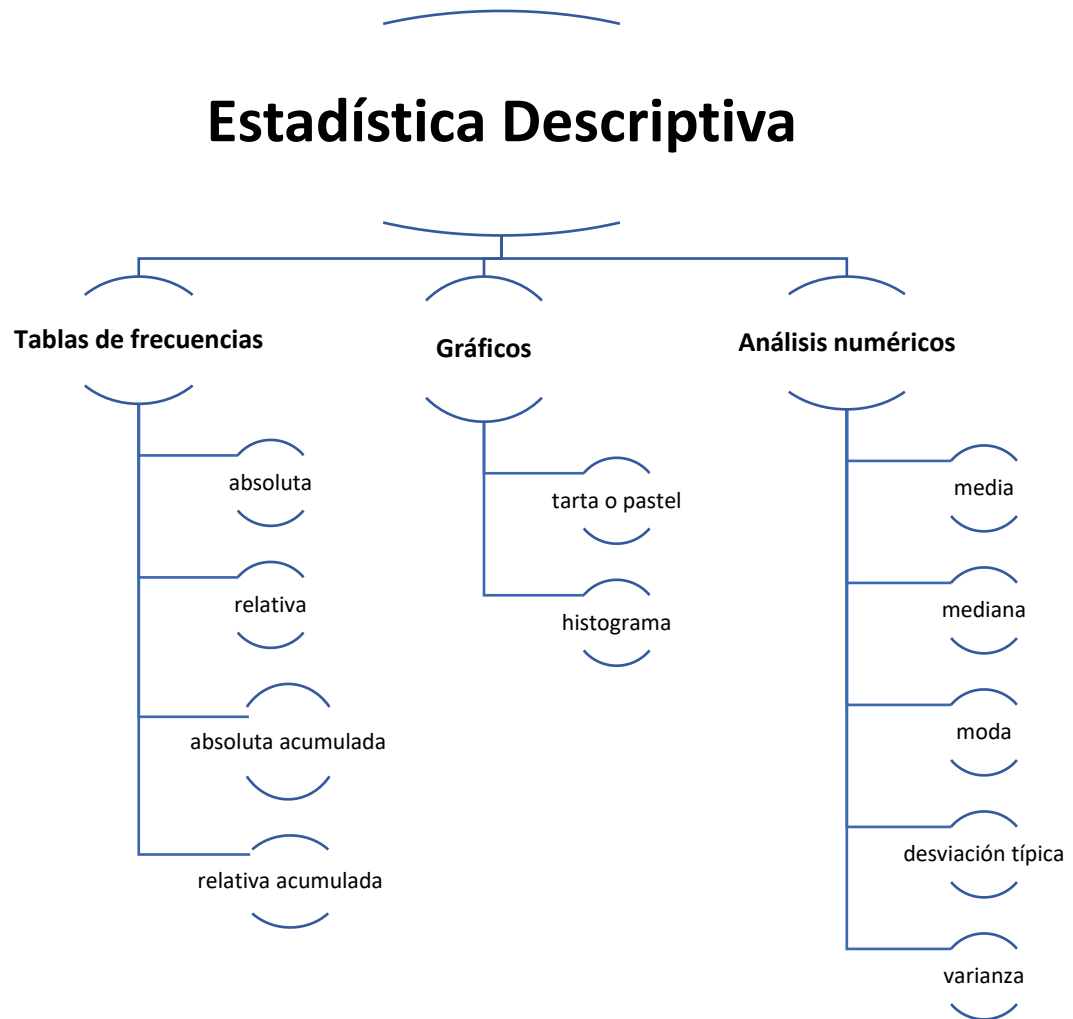 Estadística Descriptiva
Tablas de frecuencias
absoluta
relativa
absoluta acumulada
relativa acumulada
Gráficos
tarta o pastel
histograma
Análisis numéricos
media
mediana
moda
desviación típica
varianza